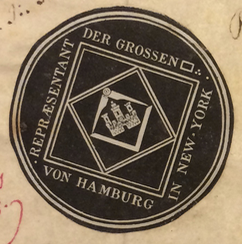 DER GROSSEN □∴
IN NEW-YORK
VON HAMBURG
∴REPRÆSENTANT